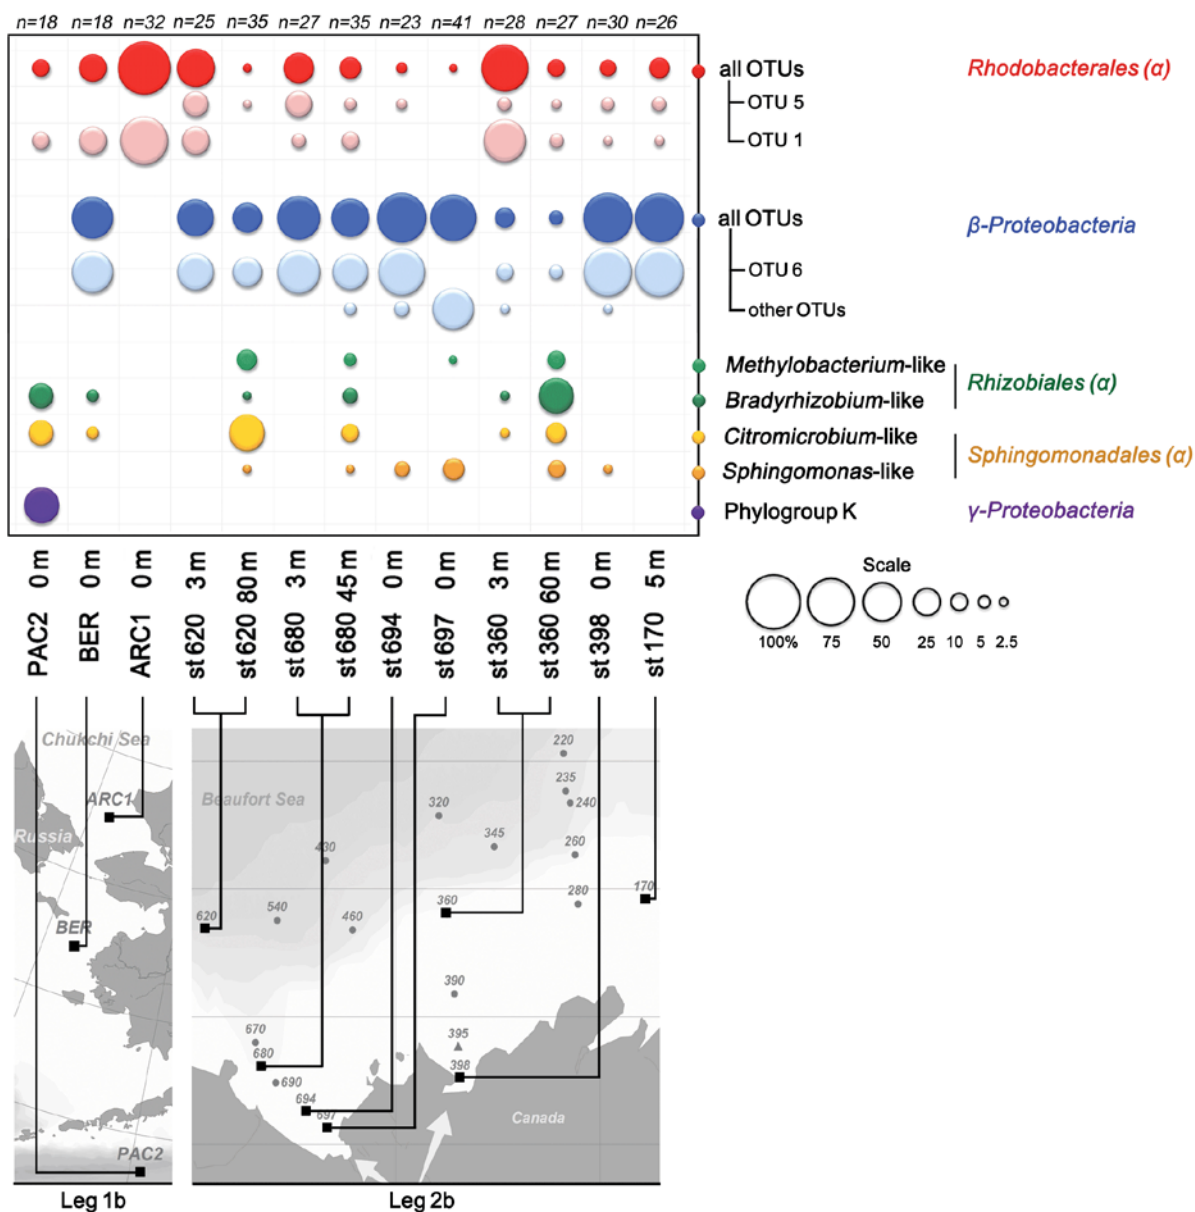 n=18 n=18 n=32 n=25 n=35 n=27 n=35 n=23 n=41 n=28 n=27 n=30 n=26
all OTUs Rhodobacterales (α)
OTU 5
OTU 1
all OTUs β-Proteobacteria
OTU 6
other OTUs
Methylobacterium-like
Rhizobiales (α)
Bradyrhizobium-like
Citromicrobium-like
Sphingomonadales (α)
Sphingomonas-like
Phylogroup K γ-Proteobacteria
PAC2 0 m
BER 0 m
ARC1 0 m
st 620 3 m
st 620 80 m
st 680 3 m
st 680 45 m
st 694 0 m
st 697 0 m
st 360 3 m
st 360 60 m
st 398 0 m
st 170 5 m
Scale
100% 75 50 25 10 5 2.5
Chukchi Sea
ARC1
Russia
BER
PAC2
Leg 1b
220
235
240
Beaufort Sea
320
345
430
260
280
170
360
620
540
460
390
670
395
680
398
690
694
697
Canada
Leg 2b